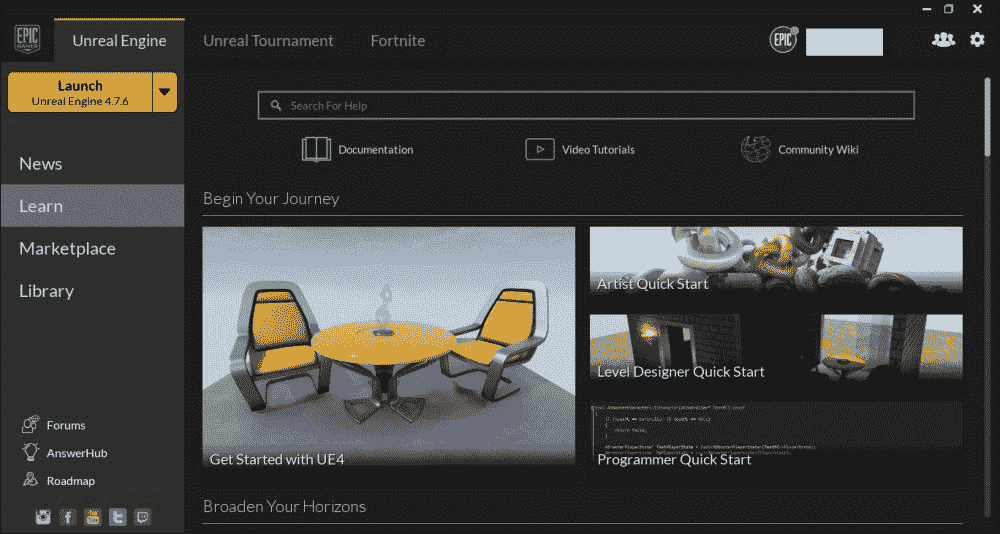 EPIC
GAMES
Unreal Engine
Unreal Tournament
Fortnite
EPIC
Launch
Unreal Engine 4.7.6
News
Learn
Marketplace
Library
Forums
AnswerHub
Roadmap
Search For Help
Documentation
Video Tutorials
Community Wiki
Begin Your Journey
Get Started with UE4
Artist Quick Start
Level Designer Quick Start
Programmer Quick Start
Broaden Your Horizons